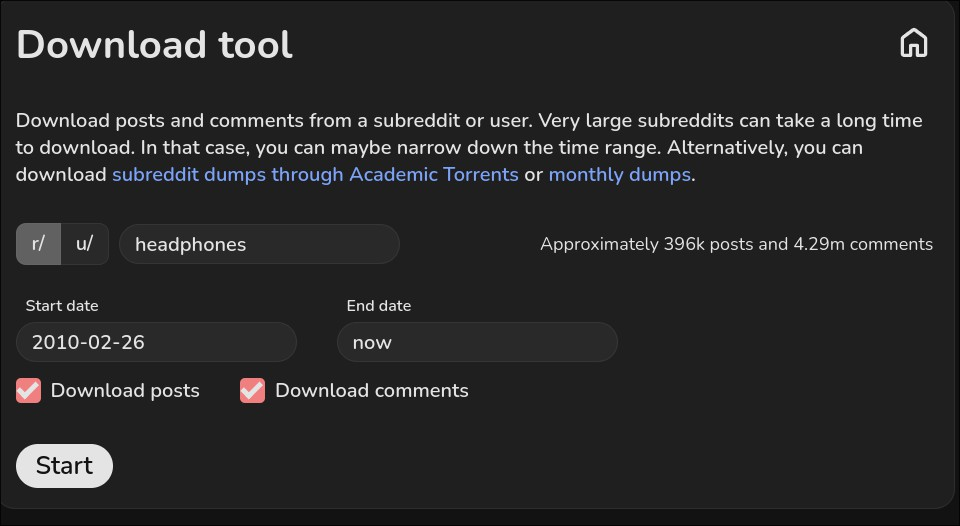 Download tool
Download posts and comments from a subreddit or user. Very large subreddits can take a long time
to download. In that case, you can maybe narrow down the time range. Alternatively, you can
download subreddit dumps through Academic Torrents or monthly dumps.
r/ u/ headphones Approximately 396k posts and 4.29m comments
Start date End date
2010-02-26 now
Download posts Download comments
Start